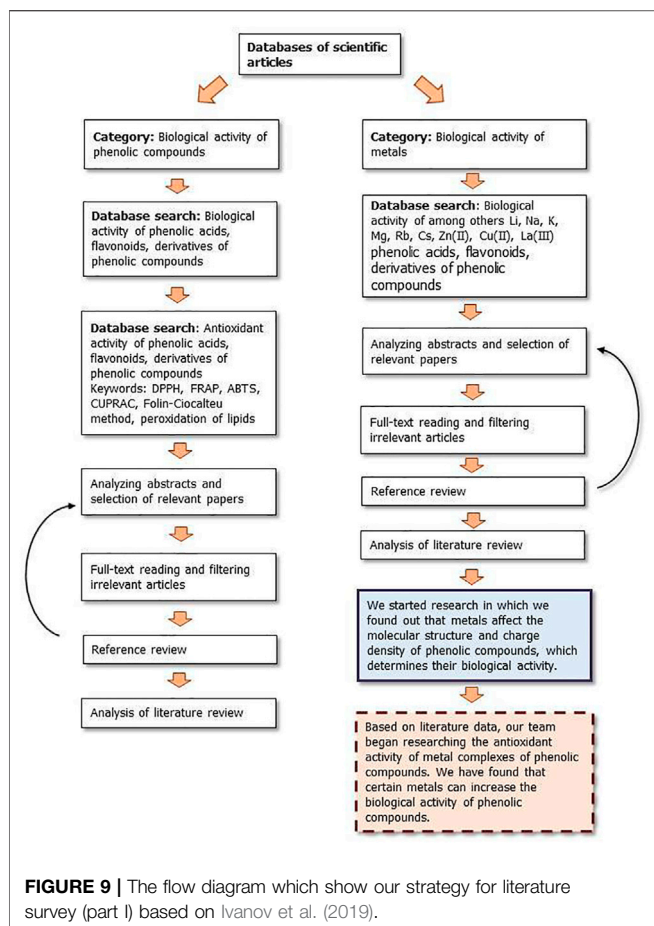 Databases of scientific
articles
Category: Biological activity of
phenolic compounds
Database search: Biological
activity of phenolic acids,
flavonoids, derivatives of
phenolic compounds
Database search: Antioxidant
activity of phenolic acids,
flavonoids, derivatives of
phenolic compounds
Keywords: DPPH, FRAP, ABTS,
CUPRAC, Folin-Ciocalteu
method, peroxidation of lipids
Analyzing abstracts and
selection of relevant papers
Full-text reading and filtering
irrelevant articles
Reference review
Analysis of literature review
Category: Biological activity of
metals
Database search: Biological
activity of among others Li, Na, K,
Mg, Rb, Cs, Zn(II), Cu(II), La(III)
phenolic acids, flavonoids,
derivatives of phenolic
compounds
Analyzing abstracts and selection of
relevant papers
Full-text reading and filtering
irrelevant articles
Reference review
Analysis of literature review
We started research in which we
found out that metals affect the
molecular structure and charge
density of phenolic compounds, which
determines their biological activity.
Based on literature data, our team
began researching the antioxidant
activity of metal complexes of phenolic
compounds. We have found that
certain metals can increase the
biological activity of phenolic
compounds.
FIGURE 9 | The flow diagram which show our strategy for literature
survey (part I) based on Ivanov et al. (2019).